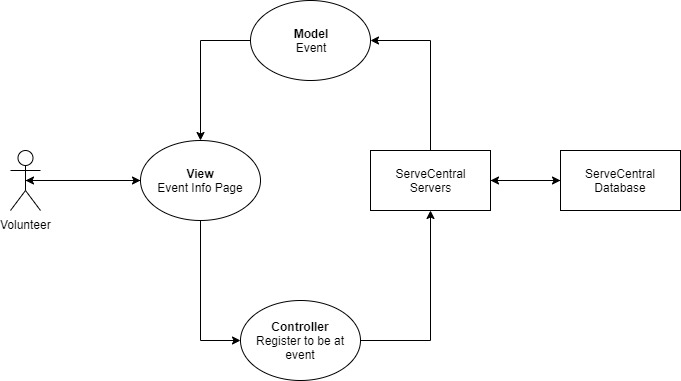 Model
Event
View
Event Info Page
ServeCentral
Servers
ServeCentral
Database
Volunteer
Controller
Register to be at
event